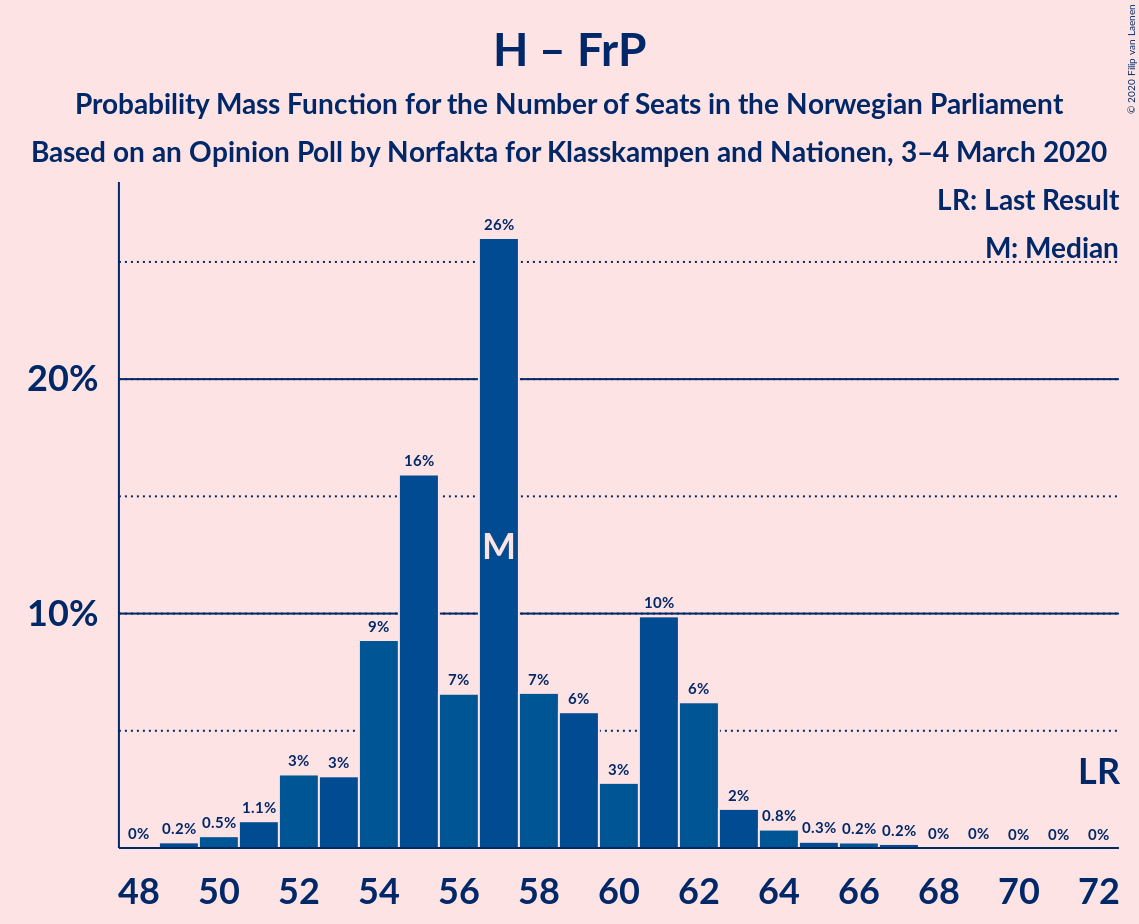 H – FrP
Probability Mass Function for the Number of Seats in the Norwegian Parliament
Based on an Opinion Poll by Norfakta for Klasskampen and Nationen, 3–4 March 2020
© 2020 Filip van Laenen
LR: Last Result
M: Median
26%
20%
16%
M
10%
10%
9%
7%
7%
6%
6%
LR
3%
3%
3%
2%
1.1%
0.8%
0% 0.2% 0.5% 0.3% 0.2% 0.2% 0% 0% 0% 0% 0%
48 50 52 54 56 58 60 62 64 66 68 70 72